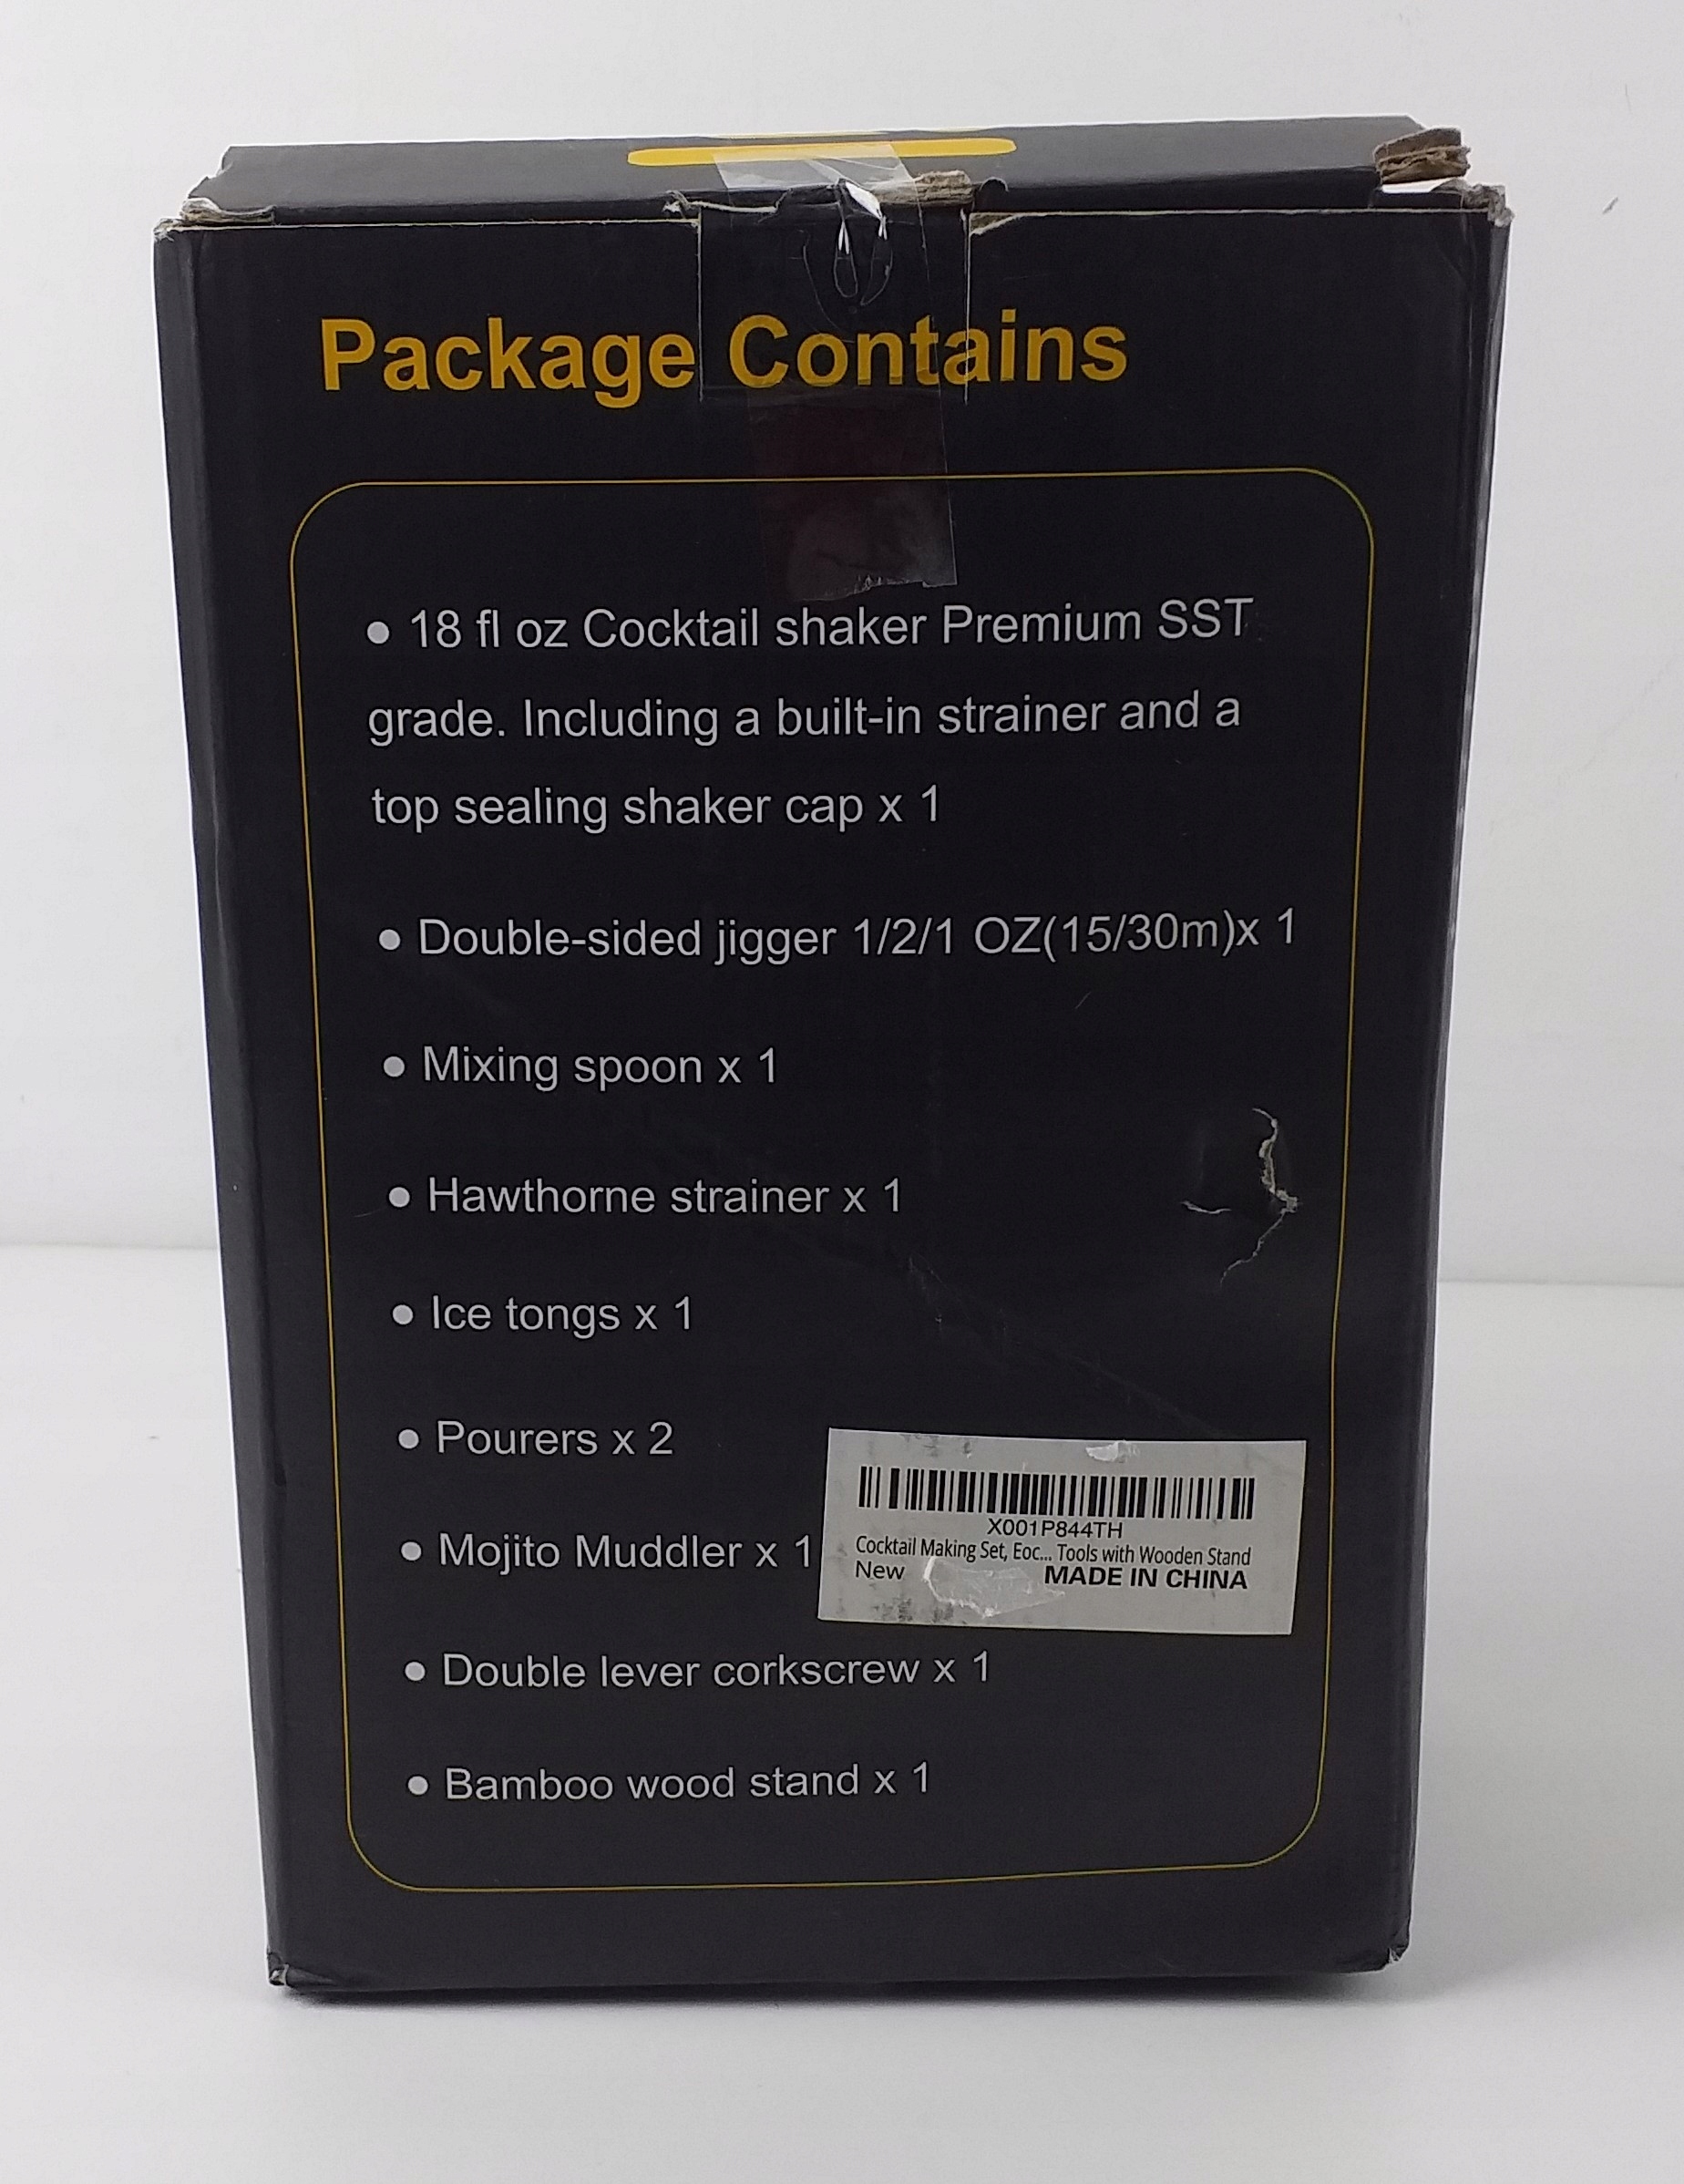 Package Contains
● 18 fl oz Cocktail shaker Premium SST
grade. Including a built-in strainer and a
top sealing shaker cap x 1
● Double-sided jigger 1/2/1 OZ(15/30m)x 1
● Mixing spoon x 1
● Hawthorne strainer x 1
● Ice tongs x 1
● Pourers x 2
● Mojito Muddler x 1
X001P844TH
Cocktail Making Set, Eoc... Tools with Wooden Stand
New MADE IN CHINA
● Double lever corkscrew x 1
● Bamboo wood stand x 1